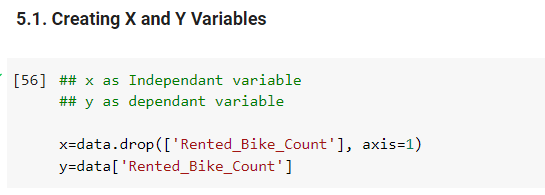 5.1. Creating X and Y Variables
[56] ## x as Independant variable
## y as dependant variable
x=data.drop(['Rented_Bike_Count'], axis=1)
y=data['Rented_Bike_Count']